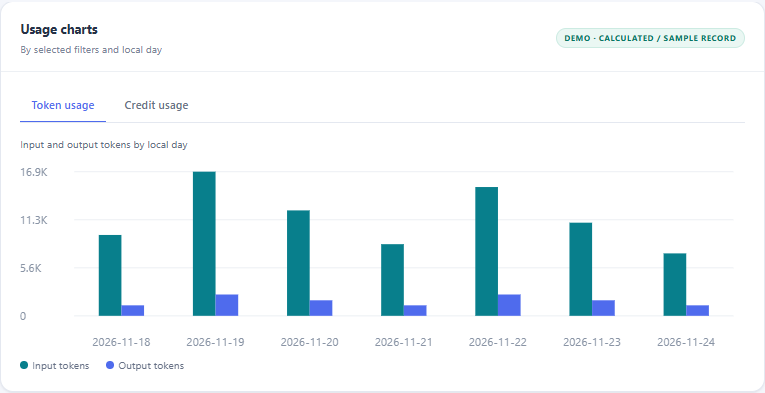 Usage charts
By selected filters and local day
DEMO · CALCULATED / SAMPLE RECORD
Token usage
Credit usage
Input and output tokens by local day
16.9K
11.3K
5.6K
0
2026-11-18
2026-11-19
2026-11-20
2026-11-21
2026-11-22
2026-11-23
2026-11-24
Input tokens
Output tokens